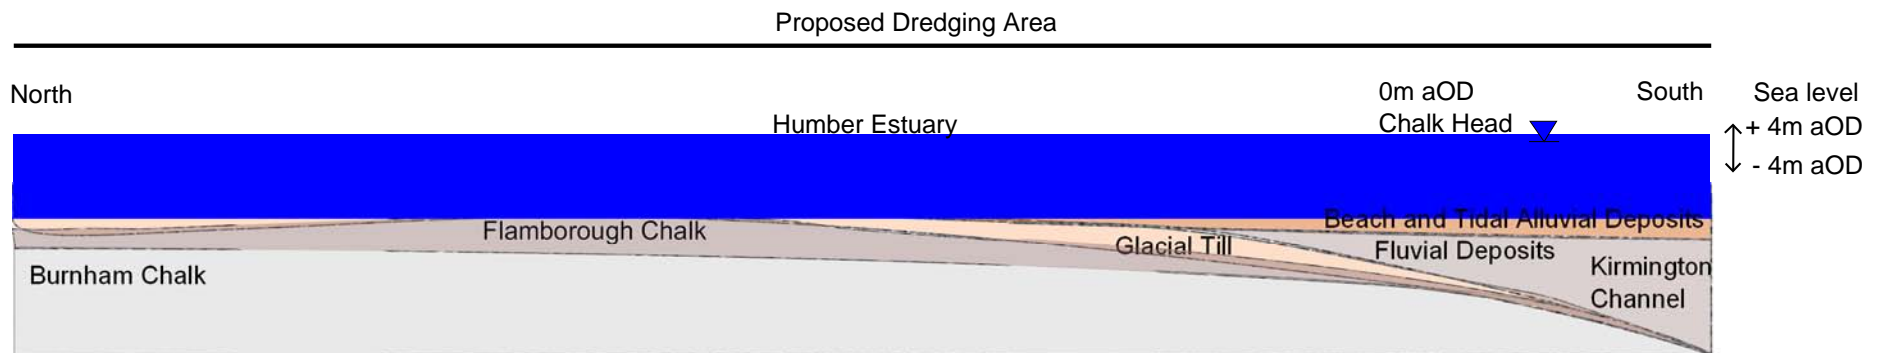 Proposed Dredging Area
North
0m aOD
South
Sea level
Humber Estuary
Chalk Head
+ 4m aOD
- 4m aOD
Beach and Tidal Alluvial Deposits
Flamborough Chalk
Glacial Till
Fluvial Deposits
Burnham Chalk
Kirmington
Channel